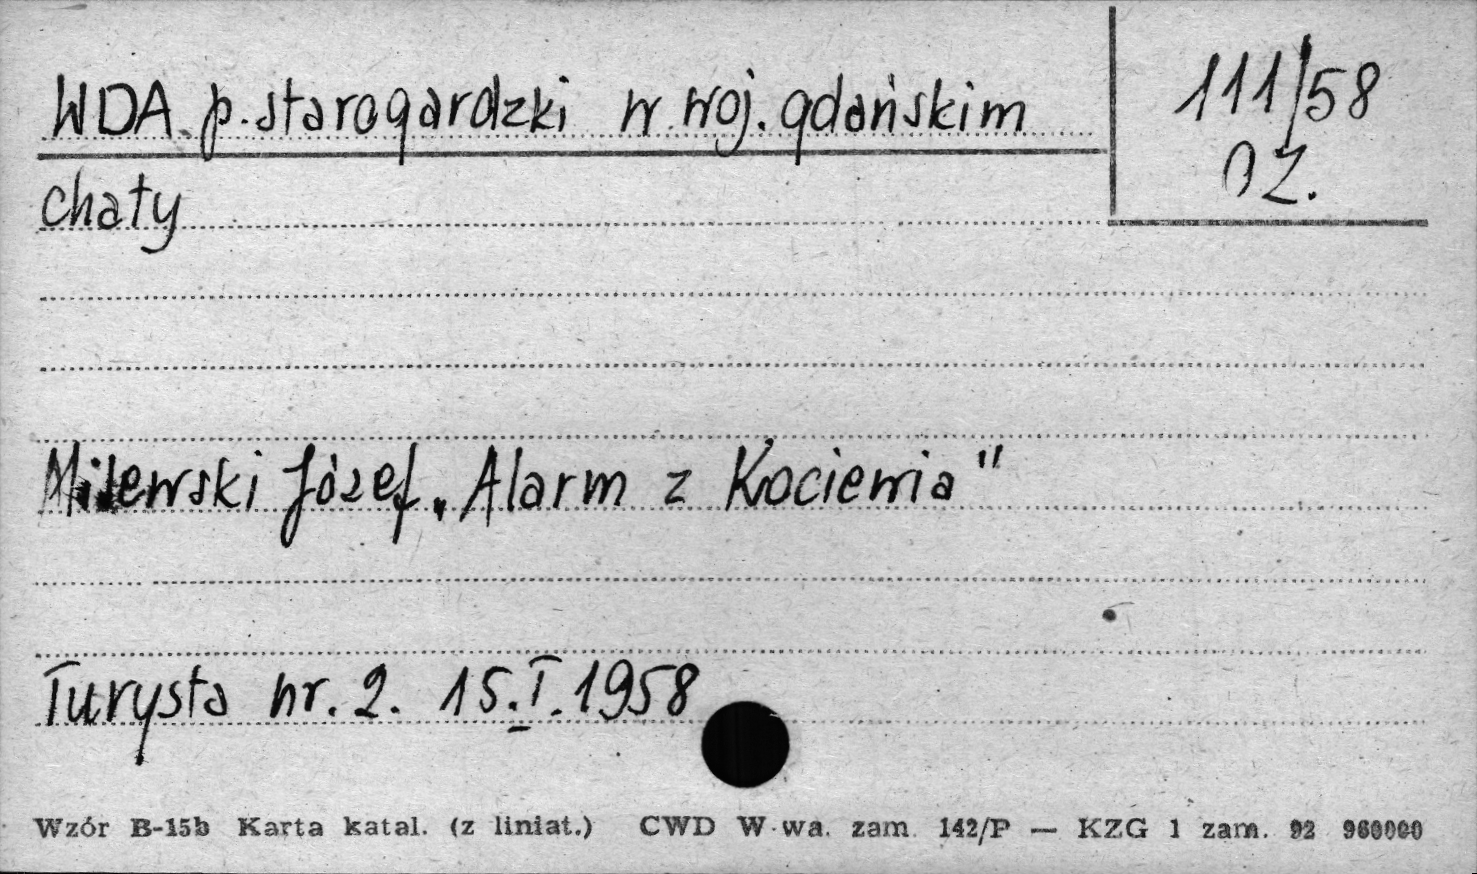 WDA p. starogardzki w woj. gdańskim
111/58
OZ.
chaty
Milewski Józef „Alarm z Kociewia"
Turysta nr. 2. 15.I.1958
Wzór B-15b Karta katal. (z liniat.) CWD W-wa. zam. 142/P — KZG 1 zam. 92 960000